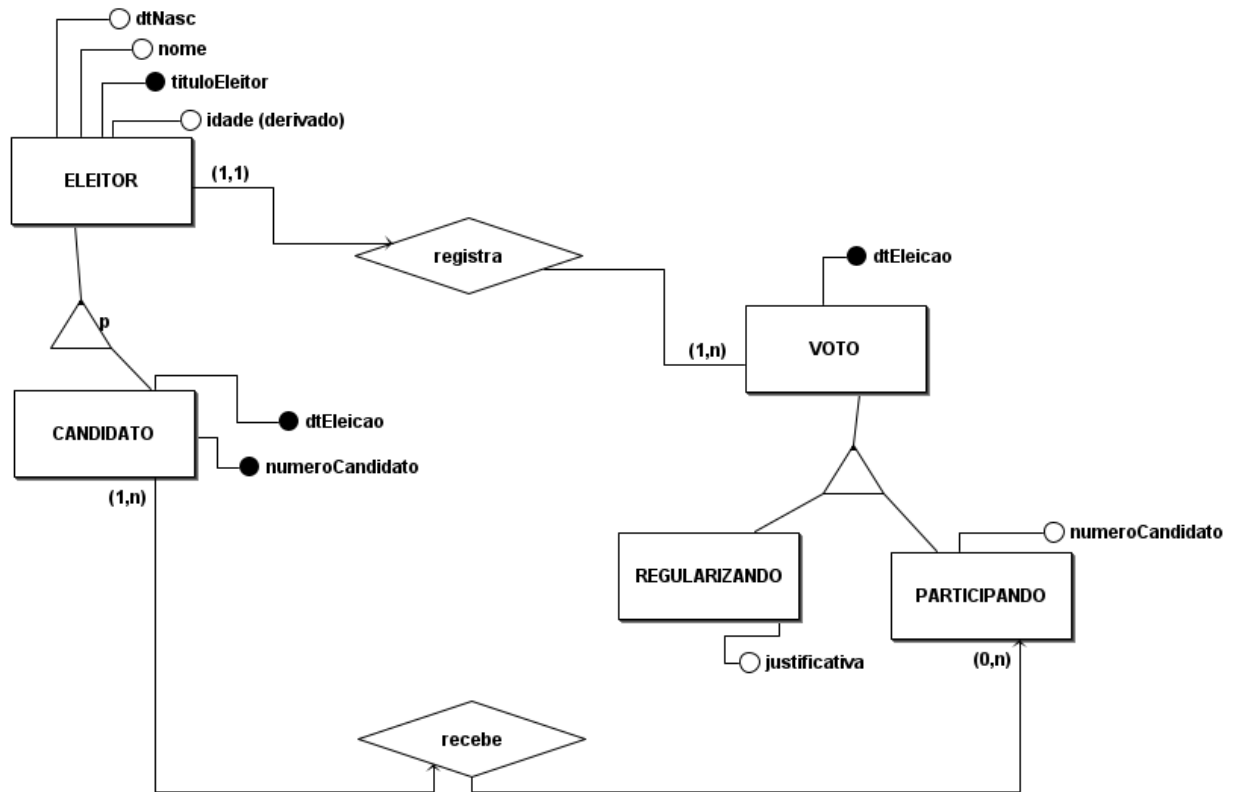 dtNasc
nome
tituloEleitor
idade (derivado)
ELEITOR
(1,1)
registra
dtEleicao
VOTO
(1,n)
p
CANDIDATO
dtEleicao
numeroCandidato
(1,n)
REGULARIZANDO
justificativa
numeroCandidato
PARTICIPANDO
(0,n)
recebe